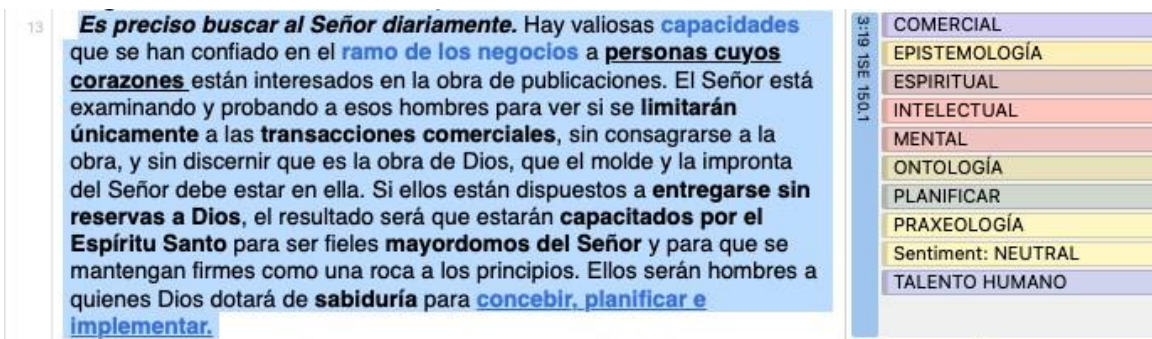 13
Es preciso buscar al Señor diariamente. Hay valiosas capacidades
que se han confiado en el ramo de los negocios a personas cuyos
corazones están interesados en la obra de publicaciones. El Señor está
examinando y probando a esos hombres para ver si se limitarán
únicamente a las transacciones comerciales, sin consagrarse a la
obra, y sin discernir que es la obra de Dios, que el molde y la impronta
del Señor debe estar en ella. Si ellos están dispuestos a entregarse sin
reservas a Dios, el resultado será que estarán capacitados por el
Espíritu Santo para ser fieles mayordomos del Señor y para que se
mantengan firmes como una roca a los principios. Ellos serán hombres a
quienes Dios dotará de sabiduría para concebir, planificar e
implementar.
3:19 1SE 150.1
COMERCIAL
EPISTEMOLOGÍA
ESPIRITUAL
INTELECTUAL
MENTAL
ONTOLOGÍA
PLANIFICAR
PRAXEOLOGÍA
Sentiment: NEUTRAL
TALENTO HUMANO